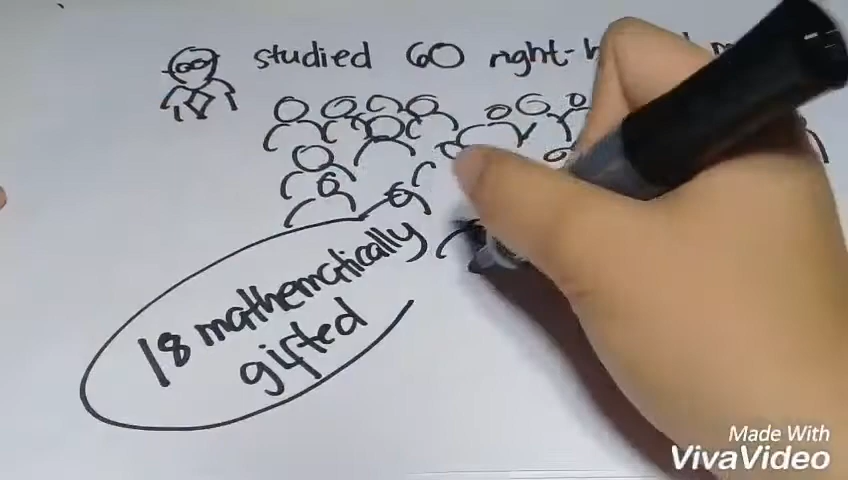 studied 60 right-
18 mathematically
gifted
Made With
VivaVideo